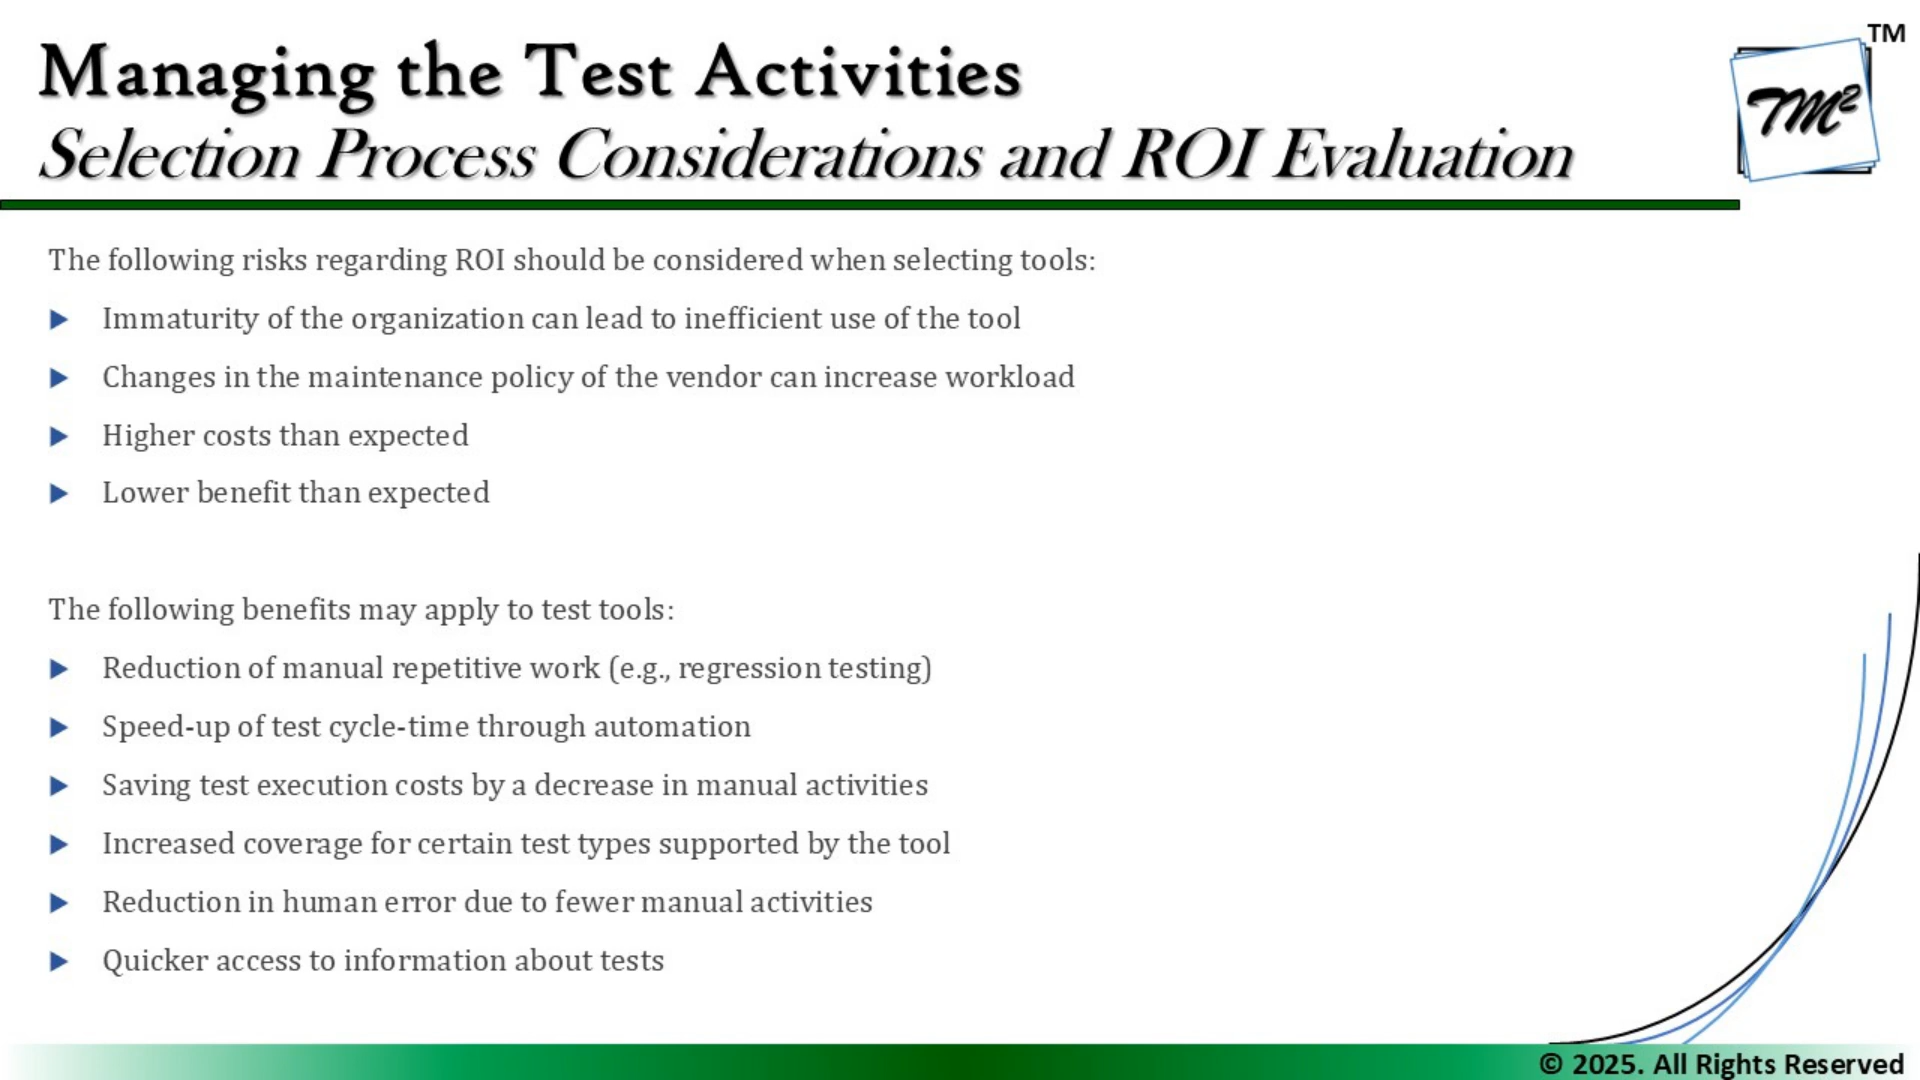 Managing the Test Activities
TM
TM²
Selection Process Considerations and ROI Evaluation
The following risks regarding ROI should be considered when selecting tools:
Immaturity of the organization can lead to inefficient use of the tool
Changes in the maintenance policy of the vendor can increase workload
Higher costs than expected
Lower benefit than expected
The following benefits may apply to test tools:
Reduction of manual repetitive work (e.g., regression testing)
Speed-up of test cycle-time through automation
Saving test execution costs by a decrease in manual activities
Increased coverage for certain test types supported by the tool
Reduction in human error due to fewer manual activities
Quicker access to information about tests
© 2025. All Rights Reserved